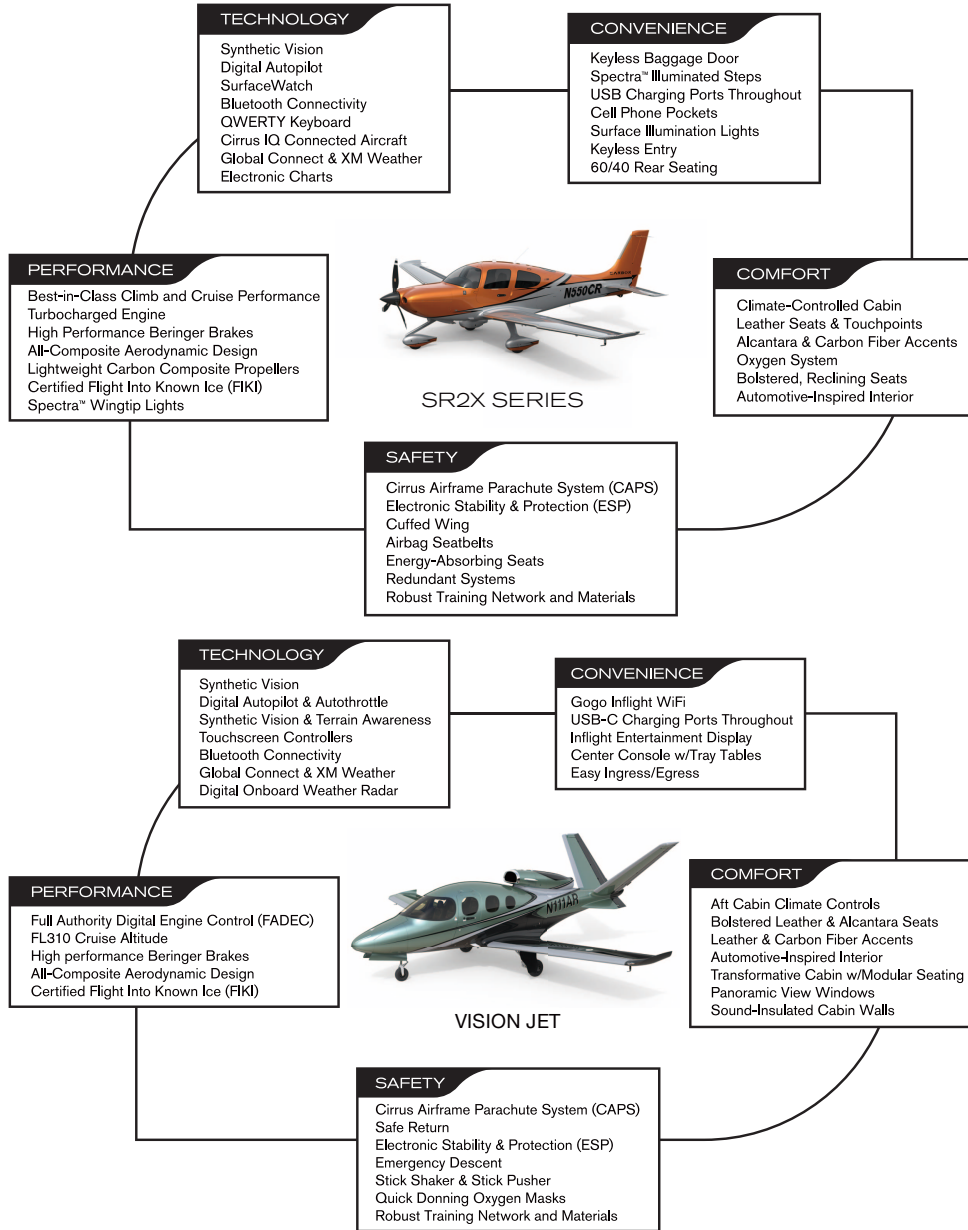 TECHNOLOGY
Synthetic Vision
Digital Autopilot
SurfaceWatch
Bluetooth Connectivity
QWERTY Keyboard
Cirrus IQ Connected Aircraft
Global Connect & XM Weather
Electronic Charts
CONVENIENCE
Keyless Baggage Door
Spectra™ Illuminated Steps
USB Charging Ports Throughout
Cell Phone Pockets
Surface Illumination Lights
Keyless Entry
60/40 Rear Seating
PERFORMANCE
Best-in-Class Climb and Cruise Performance
Turbocharged Engine
High Performance Beringer Brakes
All-Composite Aerodynamic Design
Lightweight Carbon Composite Propellers
Certified Flight Into Known Ice (FIKI)
Spectra™ Wingtip Lights
N550CR
SR2X SERIES
COMFORT
Climate-Controlled Cabin
Leather Seats & Touchpoints
Alcantara & Carbon Fiber Accents
Oxygen System
Bolstered, Reclining Seats
Automotive-Inspired Interior
SAFETY
Cirrus Airframe Parachute System (CAPS)
Electronic Stability & Protection (ESP)
Cuffed Wing
Airbag Seatbelts
Energy-Absorbing Seats
Redundant Systems
Robust Training Network and Materials
TECHNOLOGY
Synthetic Vision
Digital Autopilot & Autothrottle
Synthetic Vision & Terrain Awareness
Touchscreen Controllers
Bluetooth Connectivity
Global Connect & XM Weather
Digital Onboard Weather Radar
CONVENIENCE
Gogo Inflight WiFi
USB-C Charging Ports Throughout
Inflight Entertainment Display
Center Console w/Tray Tables
Easy Ingress/Egress
PERFORMANCE
Full Authority Digital Engine Control (FADEC)
FL310 Cruise Altitude
High performance Beringer Brakes
All-Composite Aerodynamic Design
Certified Flight Into Known Ice (FIKI)
N111AR
VISION JET
COMFORT
Aft Cabin Climate Controls
Bolstered Leather & Alcantara Seats
Leather & Carbon Fiber Accents
Automotive-Inspired Interior
Transformative Cabin w/Modular Seating
Panoramic View Windows
Sound-Insulated Cabin Walls
SAFETY
Cirrus Airframe Parachute System (CAPS)
Safe Return
Electronic Stability & Protection (ESP)
Emergency Descent
Stick Shaker & Stick Pusher
Quick Donning Oxygen Masks
Robust Training Network and Materials